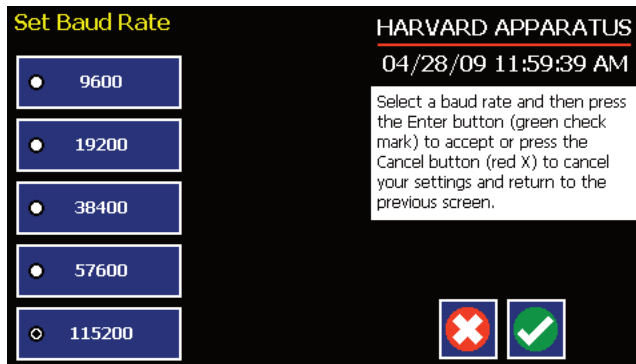 Set Baud Rate
9600
19200
38400
57600
115200
HARVARD APPARATUS
04/28/09 11:59:39 AM
Select a baud rate and then press
the Enter button (green check
mark) to accept or press the
Cancel button (red X) to cancel
your settings and return to the
previous screen.